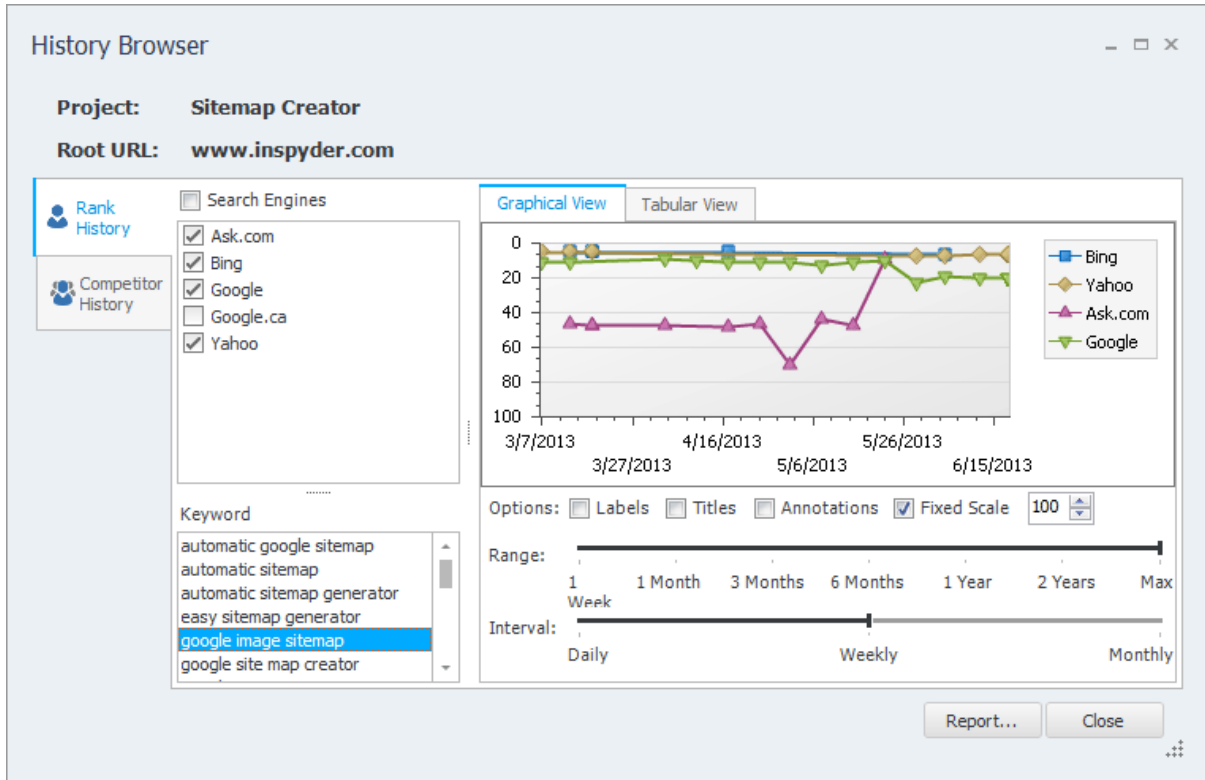 History Browser
Project: Sitemap Creator
Root URL: www.inspyder.com
Rank
History
Competitor
History
Search Engines
Ask.com
Bing
Google
Google.ca
Yahoo
Keyword
automatic google sitemap
automatic sitemap
automatic sitemap generator
easy sitemap generator
google image sitemap
google site map creator
Graphical View Tabular View
0
20
40
60
80
100
3/7/2013 4/16/2013 5/26/2013
3/27/2013 5/6/2013 6/15/2013
Bing
Yahoo
Ask.com
Google
Options: Labels Titles Annotations Fixed Scale 100
Range:
1 Week 1 Month 3 Months 6 Months 1 Year 2 Years Max
Interval:
Daily Weekly Monthly
Report... Close